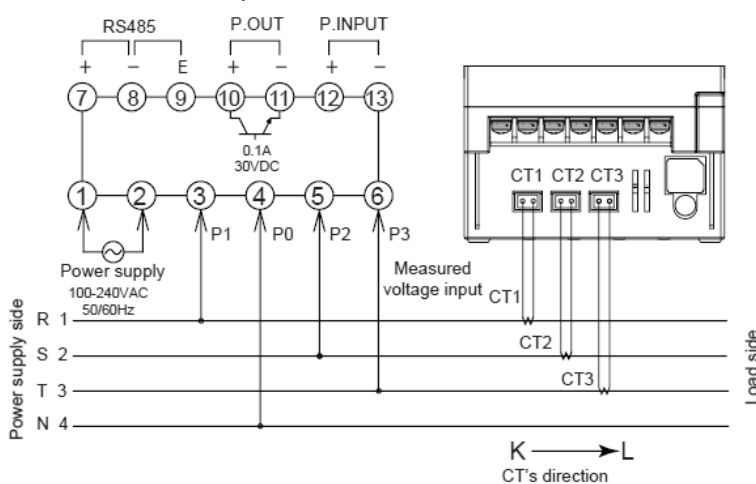 RS485 P.OUT P.INPUT
+ − E + − + −
7 8 9 10 11 12 13
0.1A
30VDC
1 2 3 4 5 6
P1 P0 P2 P3
Power supply
100-240VAC
50/60Hz
Measured
voltage input
CT1 CT2 CT3
CT1
CT2
CT3
Power supply side
R 1
S 2
T 3
N 4
Load side
K L
CT's direction